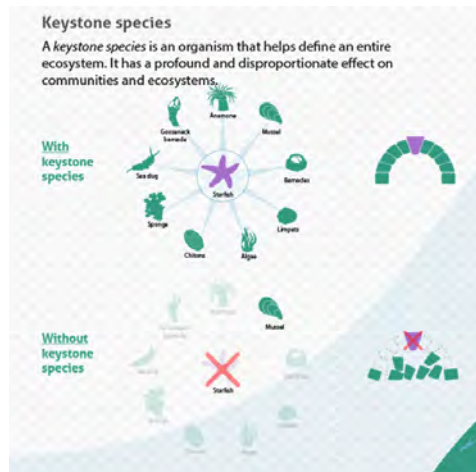 Keystone species
A keystone species is an organism that helps define an entire
ecosystem. It has a profound and disproportionate effect on
communities and ecosystems.
Anemone
Gooseneck
barnacle
Mussel
With
keystone
species
Sea slug
Starfish
Barnacles
Sponge
Limpets
Chitons
Algae
Mussel
Without
keystone
species
Starfish